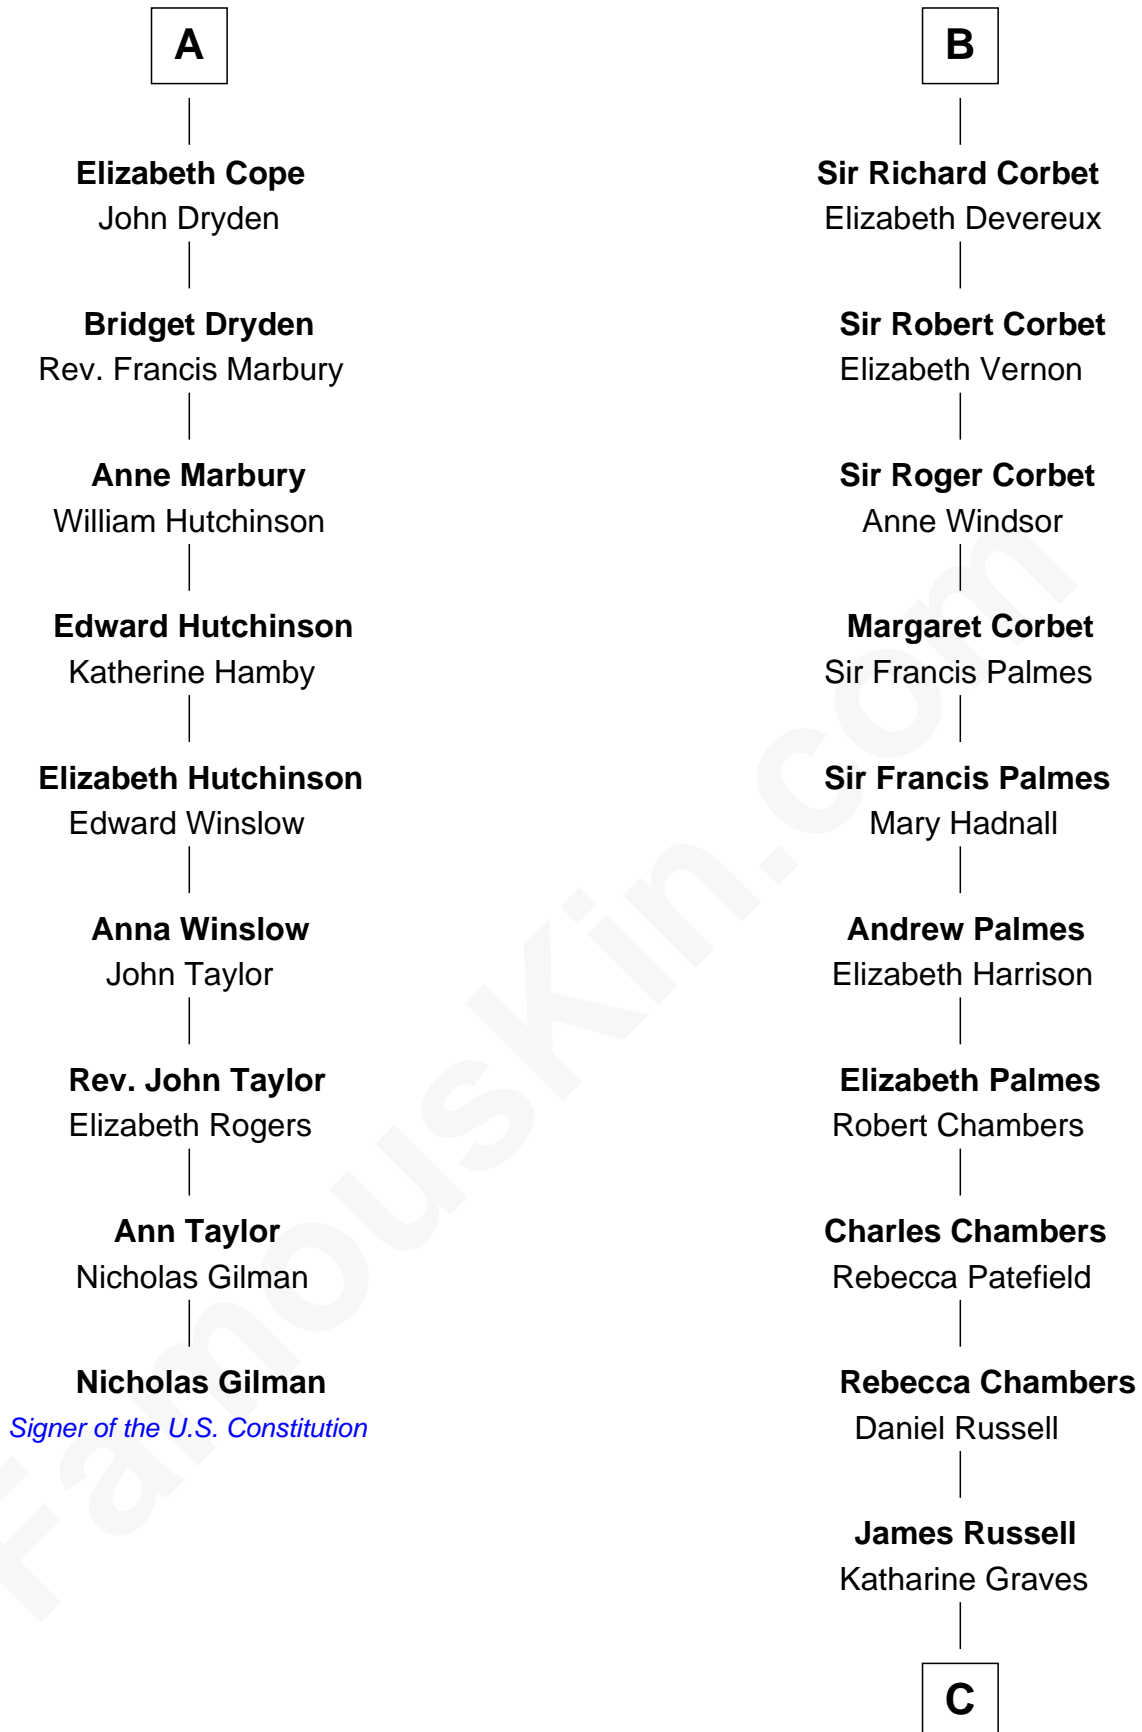 A
Elizabeth Cope
John Dryden
Bridget Dryden
Rev. Francis Marbury
Anne Marbury
William Hutchinson
Edward Hutchinson
Katherine Hamby
Elizabeth Hutchinson
Edward Winslow
Anna Winslow
John Taylor
Rev. John Taylor
Elizabeth Rogers
Ann Taylor
Nicholas Gilman
Nicholas Gilman
Signer of the U.S. Constitution
B
Sir Richard Corbet
Elizabeth Devereux
Sir Robert Corbet
Elizabeth Vernon
Sir Roger Corbet
Anne Windsor
Margaret Corbet
Sir Francis Palmes
Sir Francis Palmes
Mary Hadnall
Andrew Palmes
Elizabeth Harrison
Elizabeth Palmes
Robert Chambers
Charles Chambers
Rebecca Patefield
Rebecca Chambers
Daniel Russell
James Russell
Katharine Graves
C
FamousKin.com